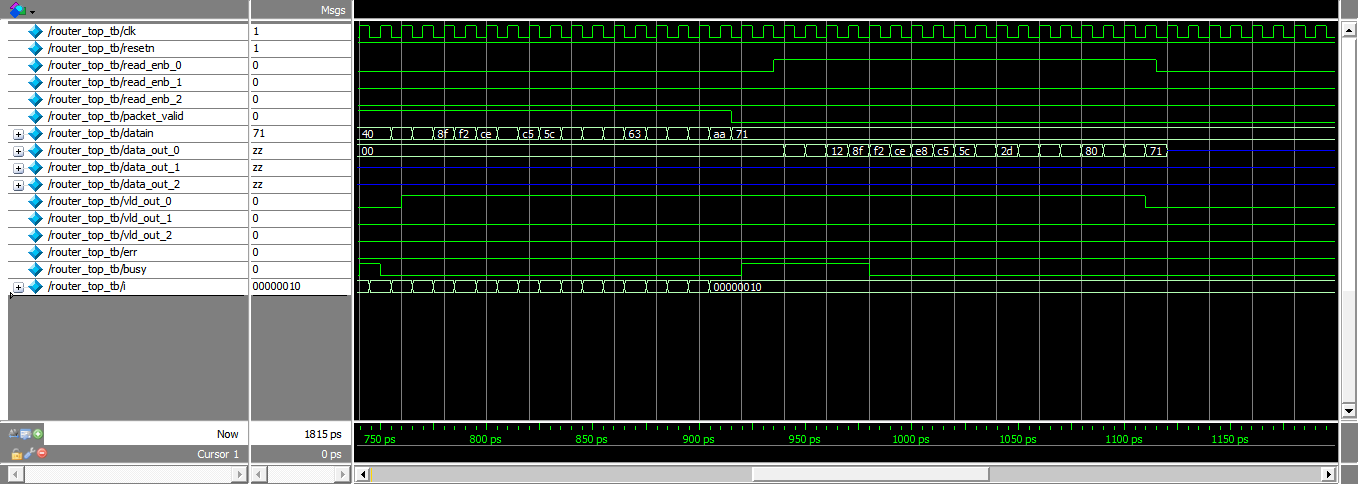 Msgs
/router_top_tb/clk 1
/router_top_tb/resetn 1
/router_top_tb/read_enb_0 0
/router_top_tb/read_enb_1 0
/router_top_tb/read_enb_2 0
/router_top_tb/packet_valid 0
/router_top_tb/datain 71 40 8f f2 ce c5 5c 63 aa 71
/router_top_tb/data_out_0 zz 00 12 8f f2 ce e8 c5 5c 2d 80 71
/router_top_tb/data_out_1 zz
/router_top_tb/data_out_2 zz
/router_top_tb/vld_out_0 0
/router_top_tb/vld_out_1 0
/router_top_tb/vld_out_2 0
/router_top_tb/err 0
/router_top_tb/busy 0
/router_top_tb/i 00000010 00000010
Now 1815 ps 750 ps 800 ps 850 ps 900 ps 950 ps 1000 ps 1050 ps 1100 ps 1150 ps
Cursor 1 0 ps